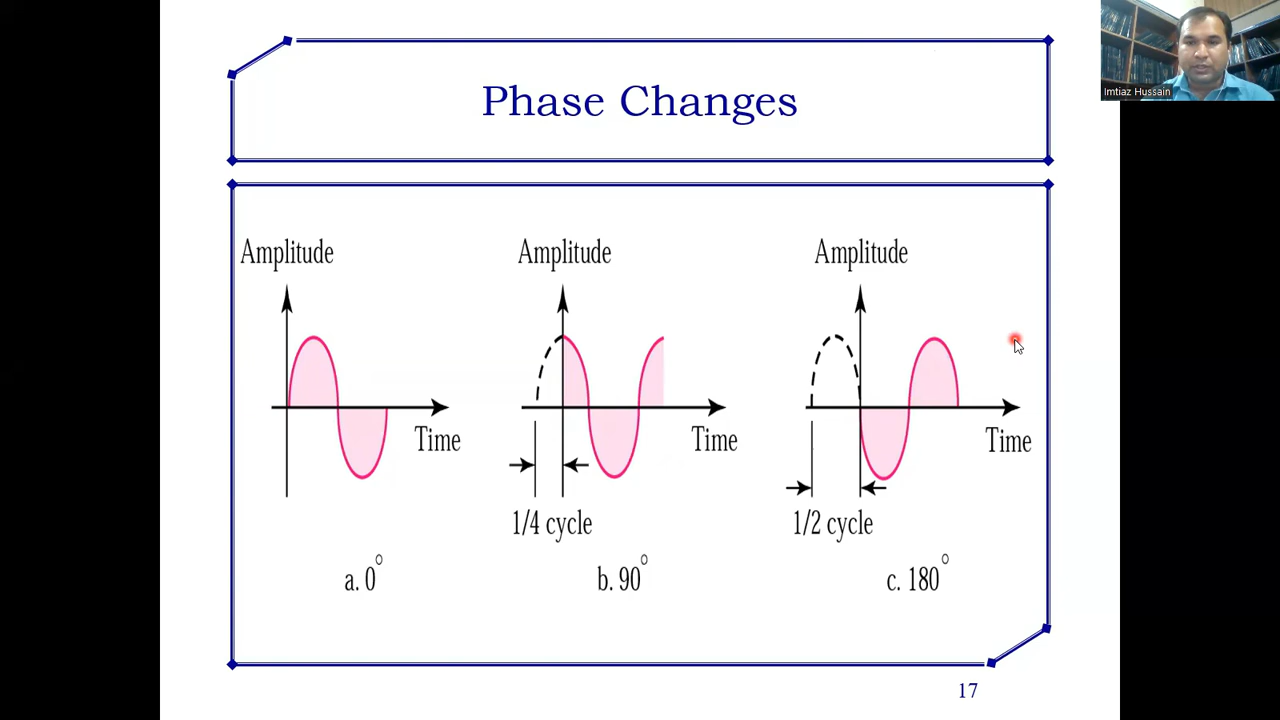 Imtiaz Hussain
Phase Changes
Amplitude
Amplitude
Amplitude
Time
Time
Time
1/4 cycle
1/2 cycle
a. 0°
b. 90°
c. 180°
17